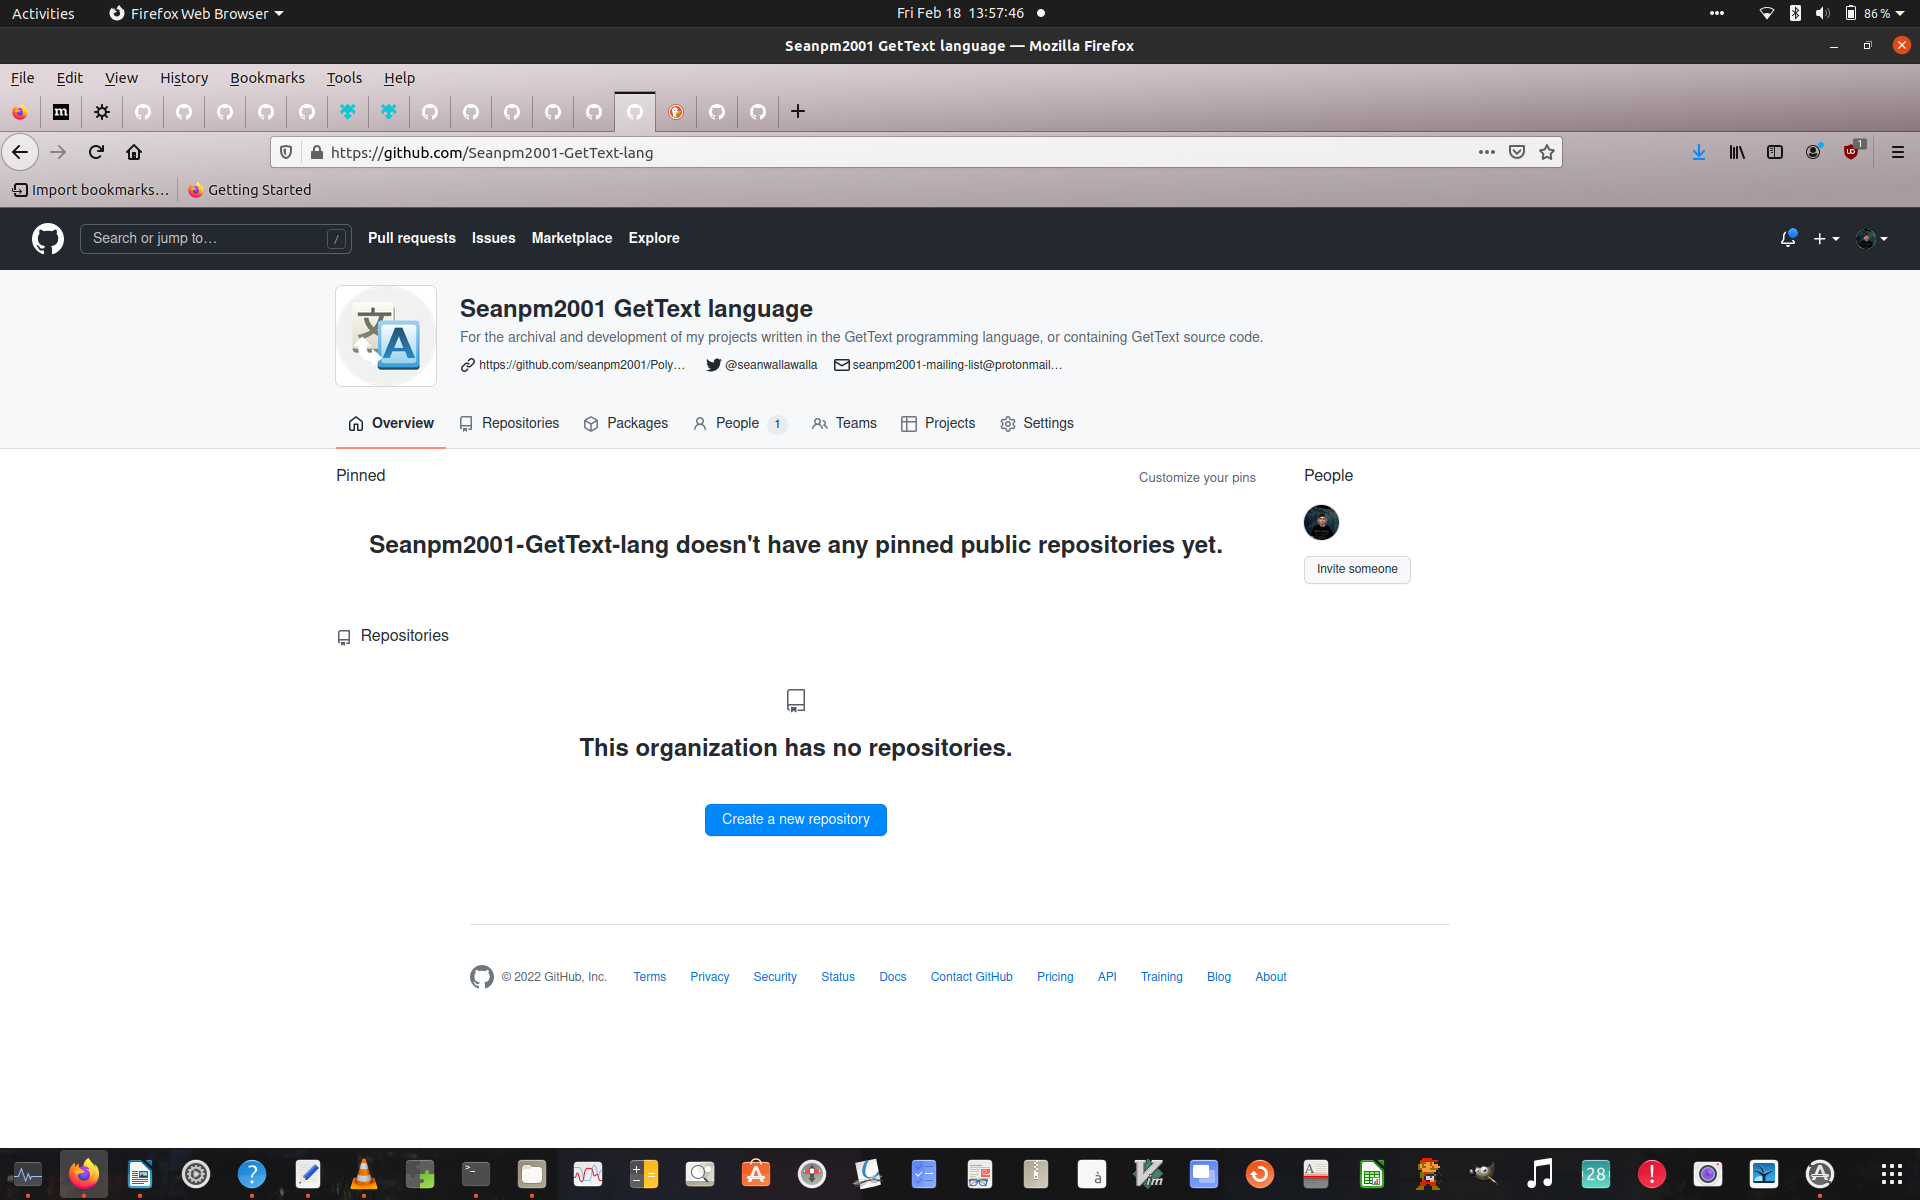 Activities Firefox Web Browser Fri Feb 18 13:57:46 86 %
Seanpm2001 GetText language — Mozilla Firefox
File Edit View History Bookmarks Tools Help
https://github.com/Seanpm2001-GetText-lang 1
Import bookmarks… Getting Started
Search or jump to… / Pull requests Issues Marketplace Explore
Seanpm2001 GetText language
For the archival and development of my projects written in the GetText programming language, or containing GetText source code.
https://github.com/seanpm2001/Poly… @seanwallawalla seanpm2001-mailing-list@protonmail…
Overview Repositories Packages People 1 Teams Projects Settings
Pinned Customize your pins People
Seanpm2001-GetText-lang doesn't have any pinned public repositories yet.
Invite someone
Repositories
This organization has no repositories.
Create a new repository
© 2022 GitHub, Inc. Terms Privacy Security Status Docs Contact GitHub Pricing API Training Blog About
28